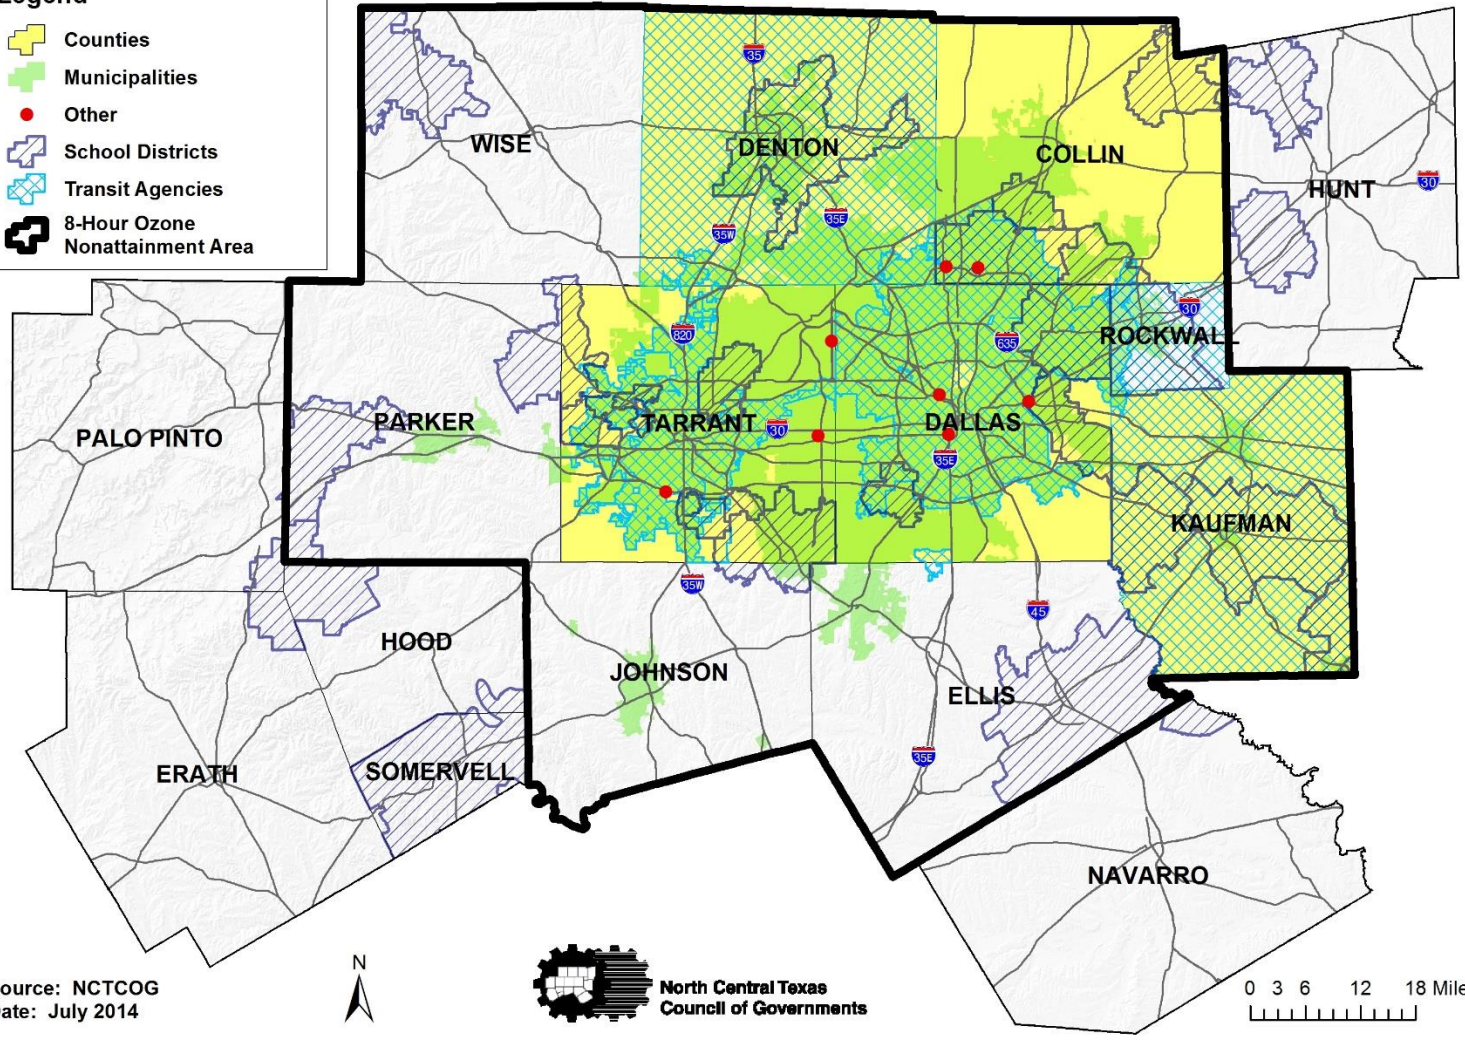 Legend
Counties
Municipalities
Other
School Districts
Transit Agencies
8-Hour Ozone
Nonattainment Area
35
WISE
DENTON
COLLIN
HUNT
30
35W
35E
30
820
635
ROCKWALL
PALO PINTO
PARKER
TARRANT
30
DALLAS
35E
KAUFMAN
35W
45
HOOD
JOHNSON
ELLIS
35E
ERATH
SOMERVELL
NAVARRO
N
ource: NCTCOG
ate: July 2014
North Central Texas
Council of Governments
0 3 6 12 18 Mile